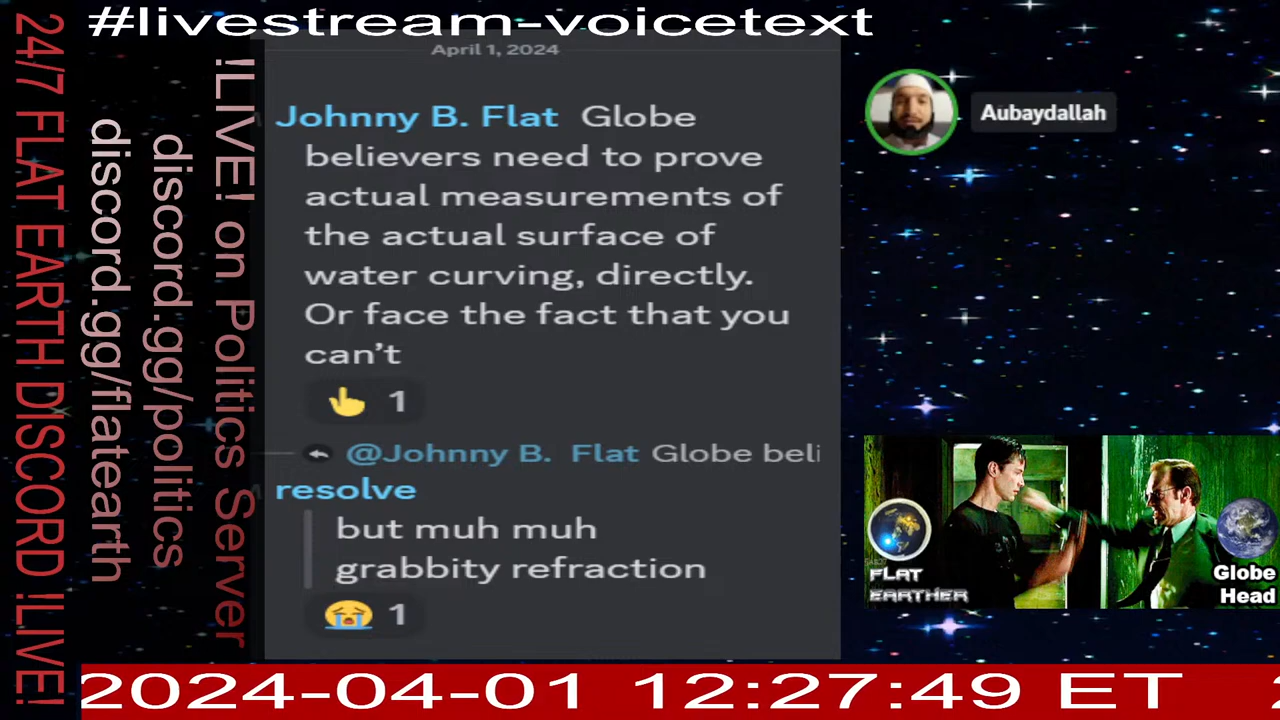 #livestream-voicetext
24/7 FLAT EARTH DISCORD !LIVE!
discord.gg/flatearth
discord.gg/politics
!LIVE! on Politics Server
April 1, 2024
Johnny B. Flat Globe
believers need to prove
actual measurements of
the actual surface of
water curving, directly.
Or face the fact that you
can’t
1
@Johnny B. Flat Globe beli
resolve
but muh muh
grabbity refraction
1
Aubaydallah
FLAT
EARTHER
Globe
Head
2024-04-01 12:27:49 ET